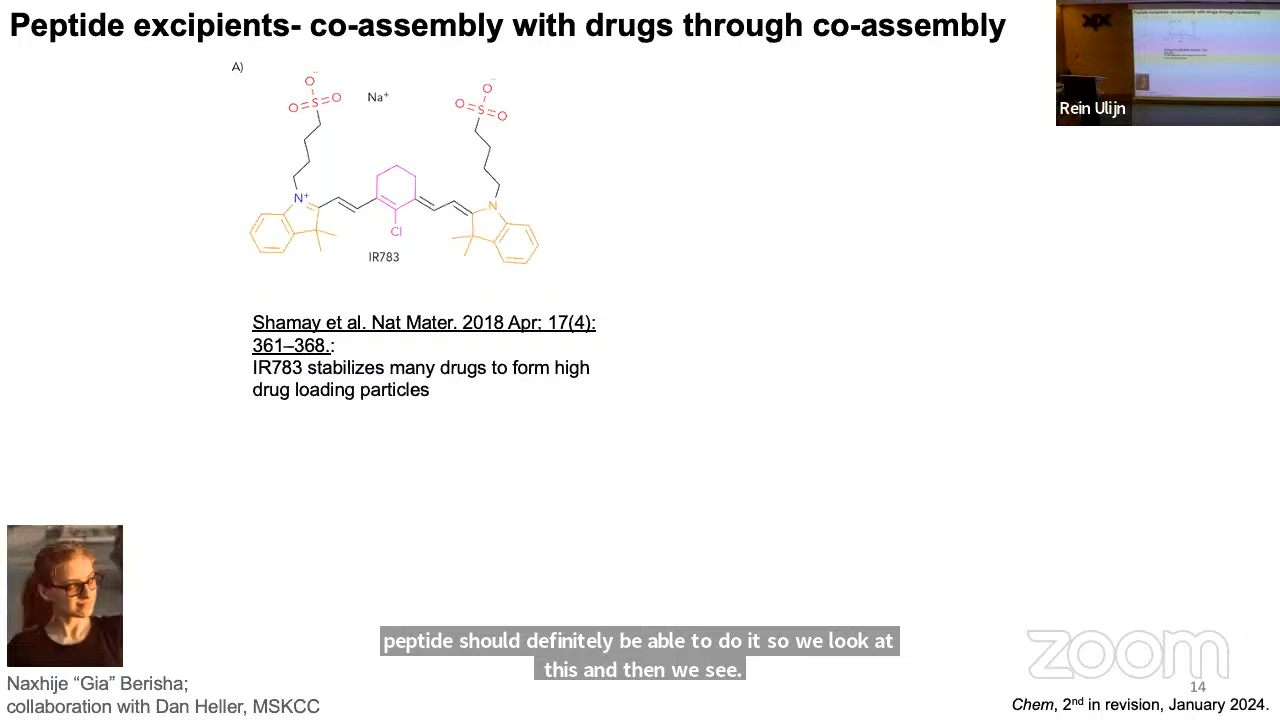 Peptide excipients- co-assembly with drugs through co-assembly
Rein Ulijn
A)
O⁻
O
S
O
Na⁺
O⁻
O
S
O
N⁺
N
Cl
IR783
Shamay et al. Nat Mater. 2018 Apr; 17(4):
361–368.:
IR783 stabilizes many drugs to form high
drug loading particles
peptide should definitely be able to do it so we look at
this and then we see.
Naxhije “Gia” Berisha;
collaboration with Dan Heller, MSKCC
zoom
14
Chem, 2nd in revision, January 2024.